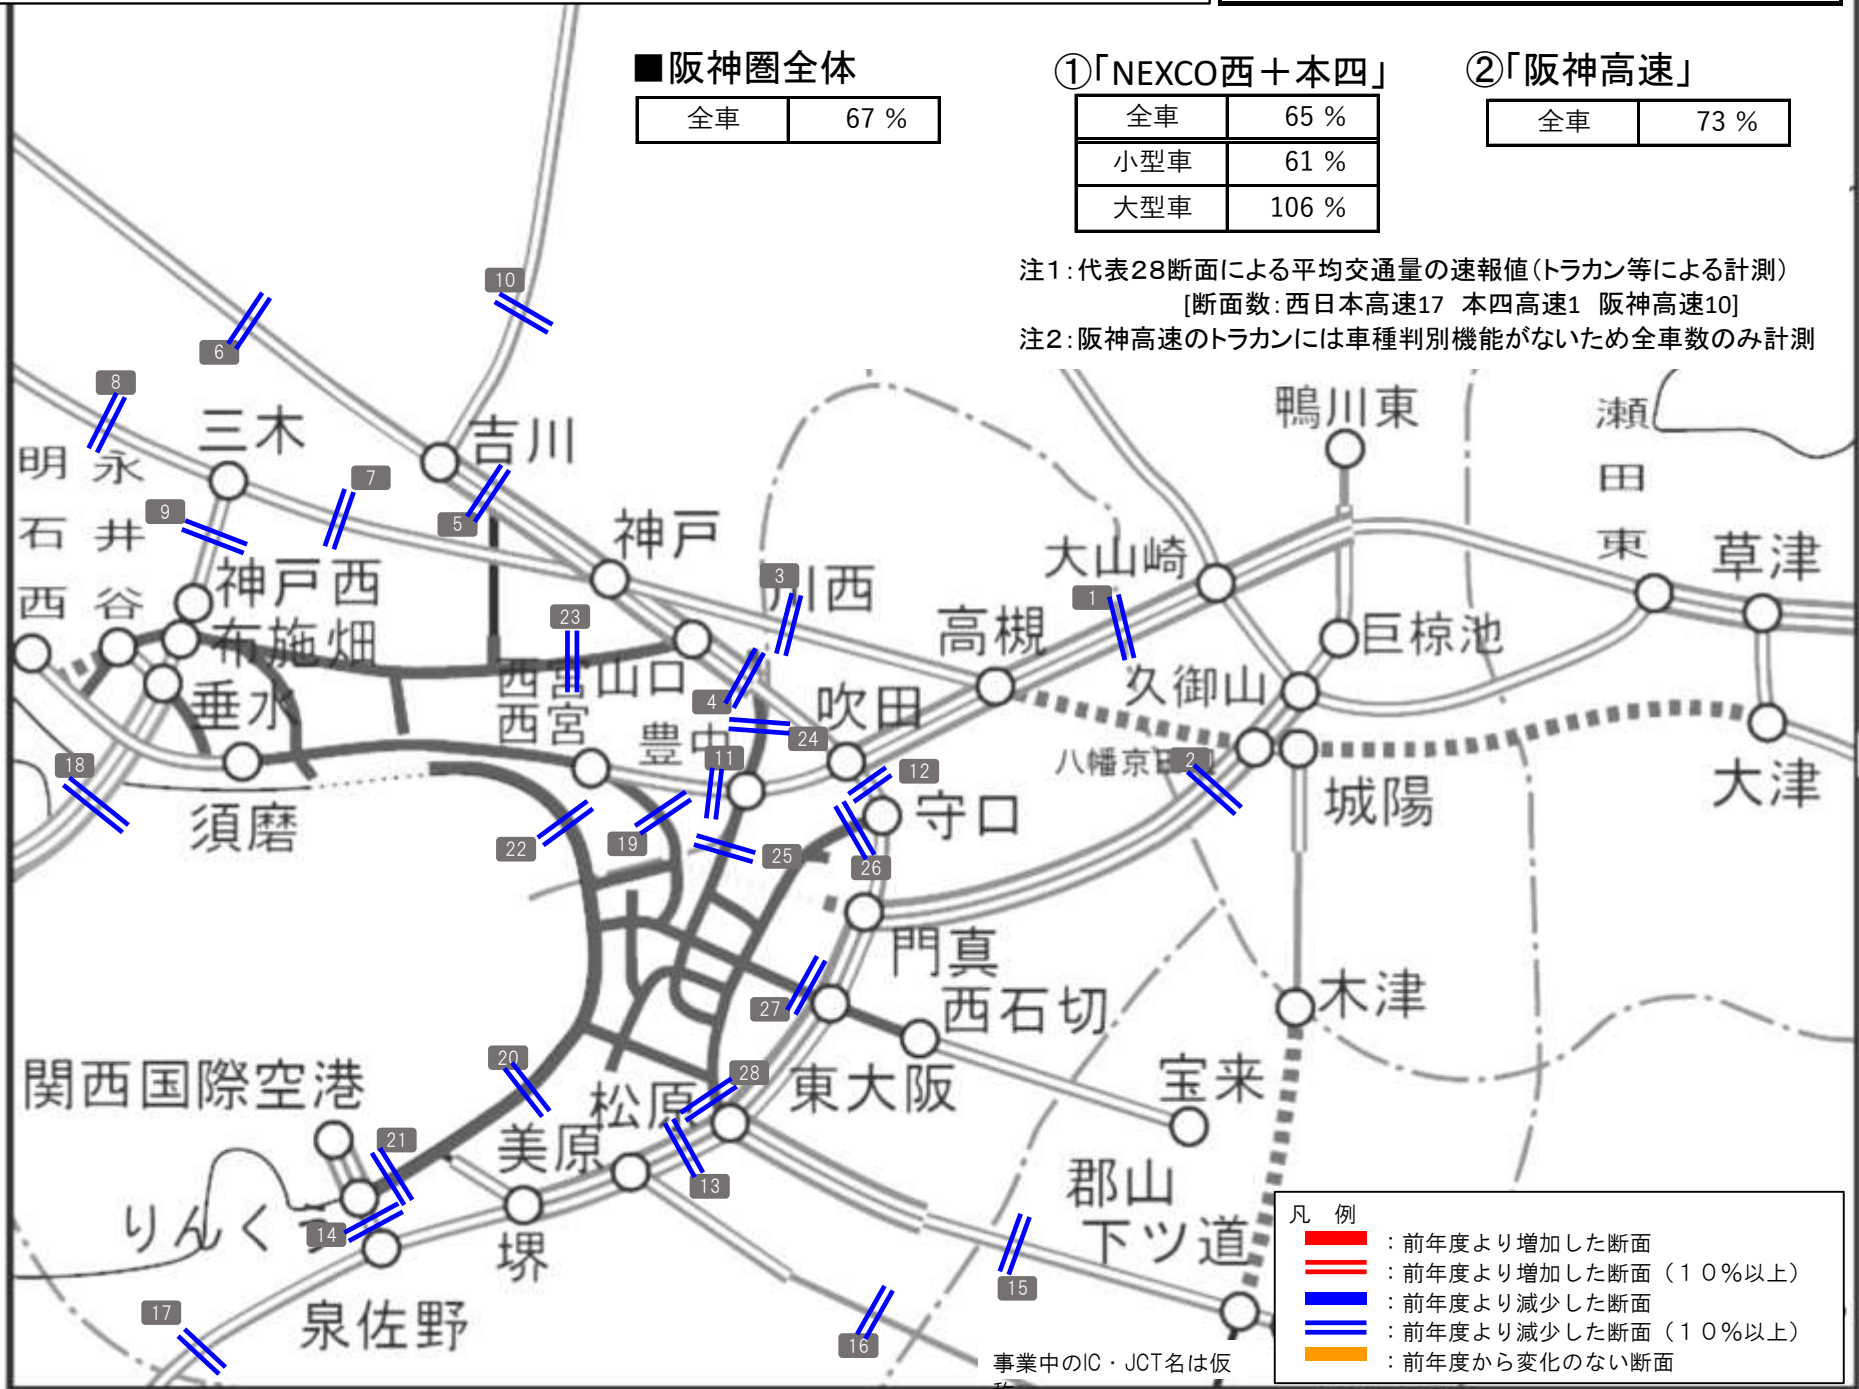 ■阪神圏全体
全車 67 %
①「NEXCO西＋本四」
全車 65 %
小型車 61 %
大型車 106 %
②「阪神高速」
全車 73 %
注1：代表28断面による平均交通量の速報値（トラカン等による計測）
[断面数：西日本高速17 本四高速1 阪神高速10]
注2：阪神高速のトラカンには車種判別機能がないため全車数のみ計測
10
6
8
三木
吉川
鴨川東
瀬田東
明石西
永井谷
7
9
5
神戸
大山崎
草津
神戸西
3
川西
1
23
高槻
巨椋池
布施畑
西宮山口
久御山
4
吹田
垂水
西宮
豊中
24
11
八幡京田
2
18
12
大津
須磨
守口
城陽
22
19
25
26
門真
27
西石切
木津
関西国際空港
20
松原
28
東大阪
宝来
21
美原
13
郡山
下ツ道
りんくう
14
堺
15
17
泉佐野
16
事業中のIC・JCT名は仮
称
凡 例
：前年度より増加した断面
：前年度より増加した断面（１０％以上）
：前年度より減少した断面
：前年度より減少した断面（１０％以上）
：前年度から変化のない断面